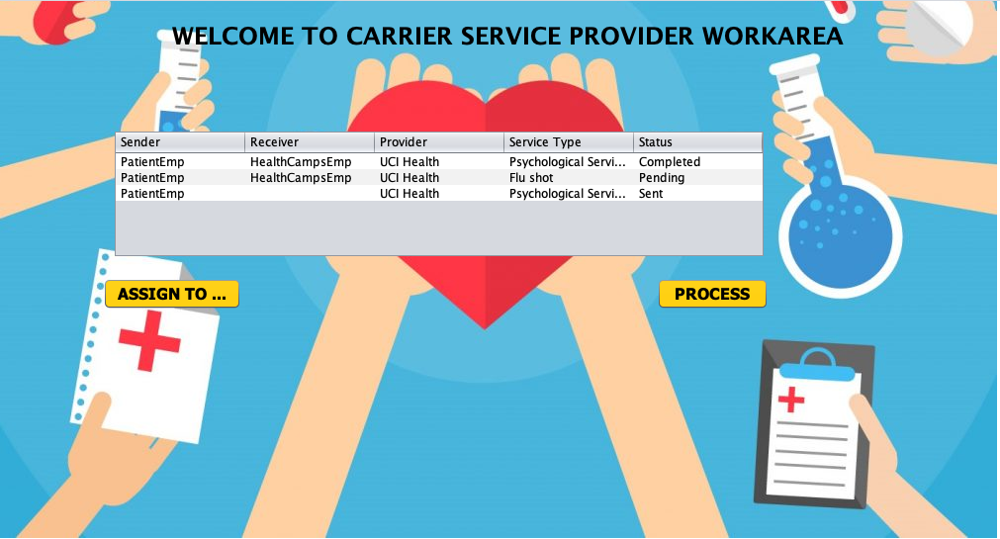 WELCOME TO CARRIER SERVICE PROVIDER WORKAREA
Sender Receiver Provider Service Type Status
PatientEmp HealthCampsEmp UCI Health Psychological Servi... Completed
PatientEmp HealthCampsEmp UCI Health Flu shot Pending
PatientEmp UCI Health Psychological Servi... Sent
ASSIGN TO ... PROCESS